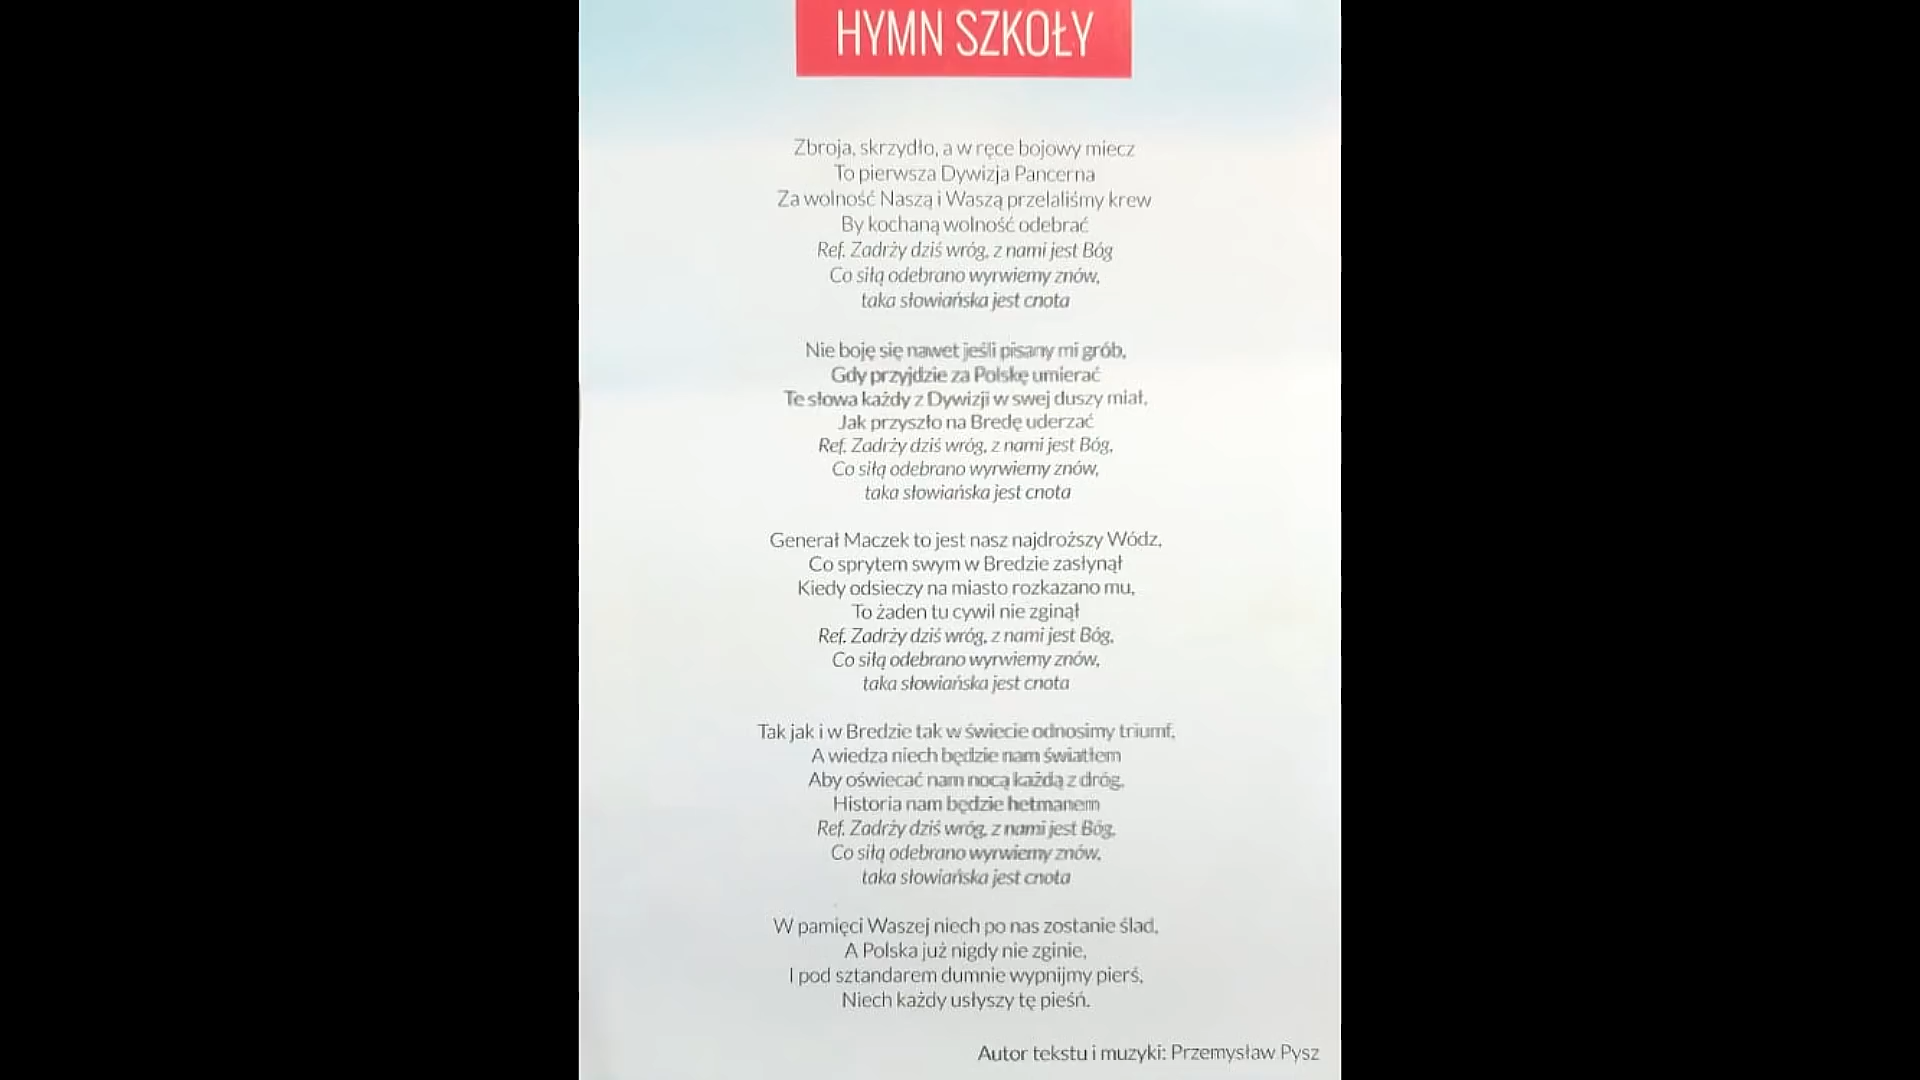 HYMN SZKOŁY
Zbroja, skrzydło, a w ręce bojowy miecz
To pierwsza Dywizja Pancerna
Za wolność Naszą i Waszą przelaliśmy krew
By kochaną wolność odebrać
Ref. Zadrży dziś wróg, z nami jest Bóg
Co siłą odebrano wyrwiemy znów,
taka słowiańska jest cnota
Nie boję się nawet jeśli pisany mi grób,
Gdy przyjdzie za Polskę umierać
Te słowa każdy z Dywizji w swej duszy miał,
Jak przyszło na Bredę uderzać
Ref. Zadrży dziś wróg, z nami jest Bóg,
Co siłą odebrano wyrwiemy znów,
taka słowiańska jest cnota
Generał Maczek to jest nasz najdroższy Wódz,
Co sprytem swym w Bredzie zasłynął
Kiedy odsieczy na miasto rozkazano mu,
To żaden tu cywil nie zginął
Ref. Zadrży dziś wróg, z nami jest Bóg,
Co siłą odebrano wyrwiemy znów,
taka słowiańska jest cnota
Tak jak i w Bredzie tak w świecie odnosimy triumf,
A wiedza niech będzie nam światłem
Aby oświecać nam nocą każdą z dróg,
Historia nam będzie hetmanem
Ref. Zadrży dziś wróg, z nami jest Bóg,
Co siłą odebrano wyrwiemy znów,
taka słowiańska jest cnota
W pamięci Waszej niech po nas zostanie ślad,
A Polska już nigdy nie zginie,
I pod sztandarem dumnie wypnijmy pierś,
Niech każdy usłyszy tę pieśń.
Autor tekstu i muzyki: Przemysław Pysz